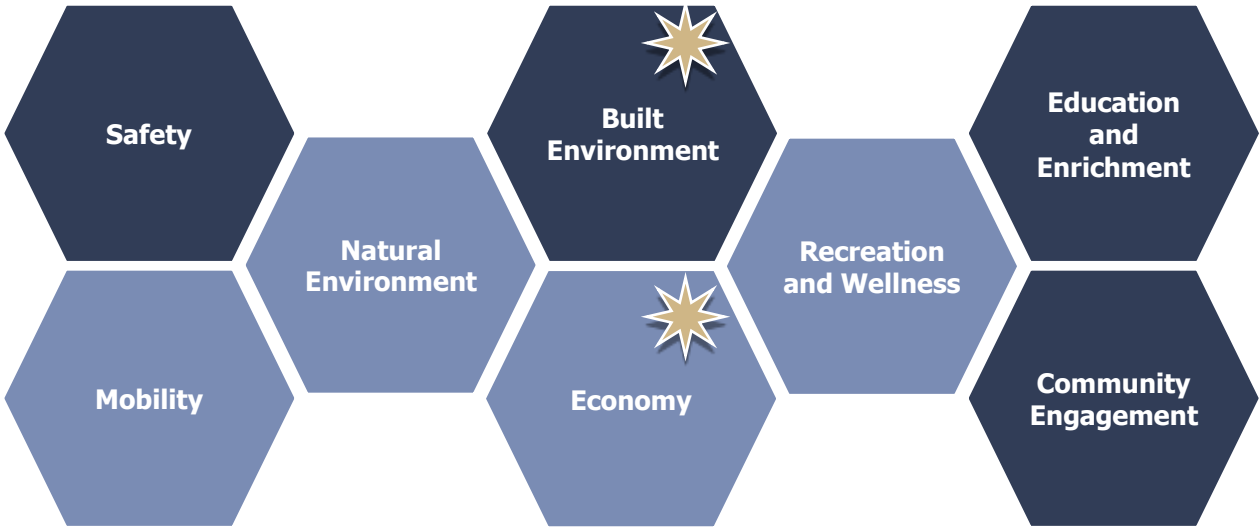 Safety
Mobility
Natural
Environment
Built
Environment
Economy
Recreation
and Wellness
Education
and
Enrichment
Community
Engagement